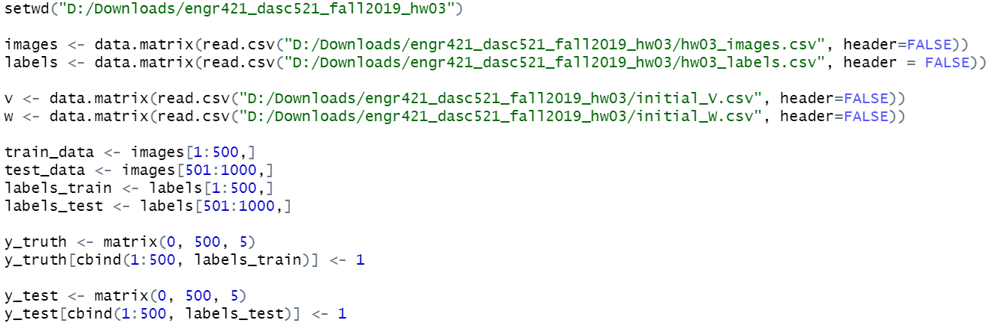 setwd("D:/Downloads/engr421_dasc521_fall2019_hw03")
images <- data.matrix(read.csv("D:/Downloads/engr421_dasc521_fall2019_hw03/hw03_images.csv", header=FALSE))
labels <- data.matrix(read.csv("D:/Downloads/engr421_dasc521_fall2019_hw03/hw03_labels.csv", header = FALSE))
v <- data.matrix(read.csv("D:/Downloads/engr421_dasc521_fall2019_hw03/initial_V.csv", header=FALSE))
w <- data.matrix(read.csv("D:/Downloads/engr421_dasc521_fall2019_hw03/initial_W.csv", header=FALSE))
train_data <- images[1:500,]
test_data <- images[501:1000,]
labels_train <- labels[1:500,]
labels_test <- labels[501:1000,]
y_truth <- matrix(0, 500, 5)
y_truth[cbind(1:500, labels_train)] <- 1
y_test <- matrix(0, 500, 5)
y_test[cbind(1:500, labels_test)] <- 1